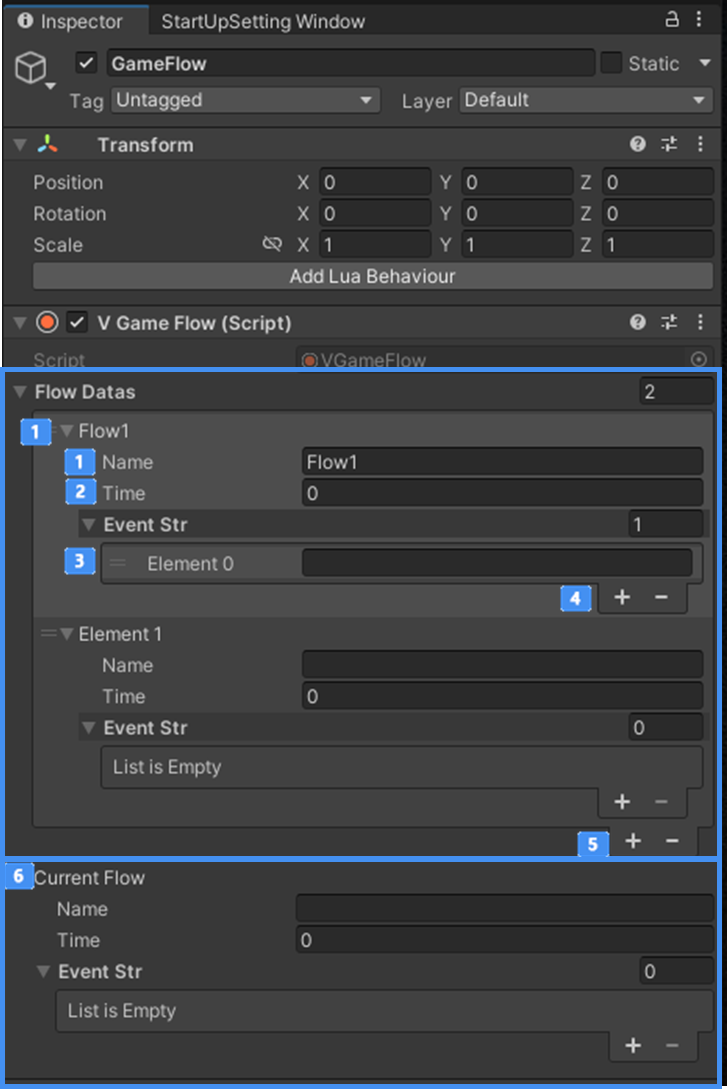 Inspector StartUpSetting Window
GameFlow Static
Tag Untagged Layer Default
Transform
Position X 0 Y 0 Z 0
Rotation X 0 Y 0 Z 0
Scale X 1 Y 1 Z 1
Add Lua Behaviour
V Game Flow (Script)
Script VGameFlow
Flow Datas 2
1 Flow1
1 Name Flow1
2 Time 0
Event Str 1
3 Element 0
4 + −
Element 1
Name
Time 0
Event Str 0
List is Empty
+ −
5 + −
6 Current Flow
Name
Time 0
Event Str 0
List is Empty
+ −